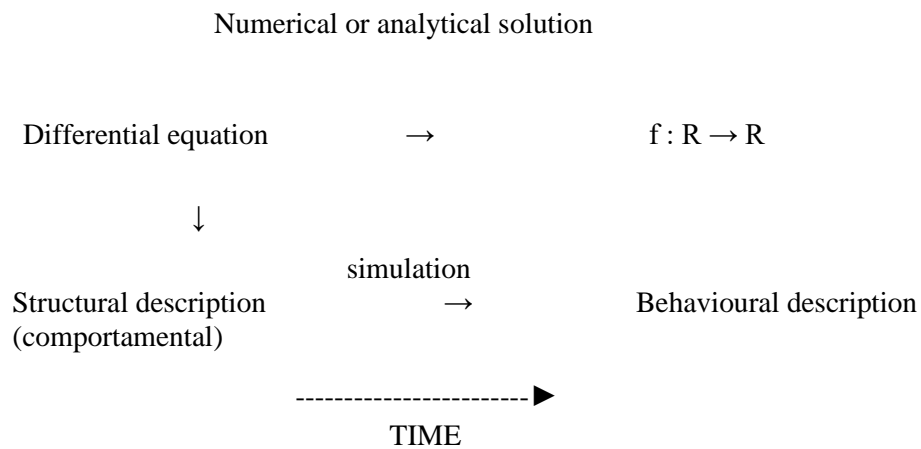 Numerical or analytical solution
Differential equation → f : R → R
↓
simulation
Structural description → Behavioural description
(comportamental)
------------------------►
TIME